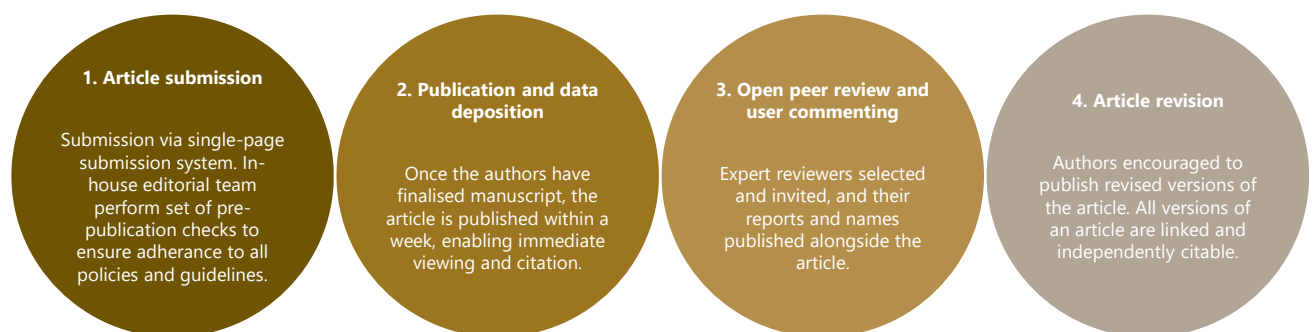 1. Article submission
Submission via single-page
submission system. In-
house editorial team
perform set of pre-
publication checks to
ensure adherence to all
policies and guidelines.
2. Publication and data
deposition
Once the authors have
finalised manuscript, the
article is published within a
week, enabling immediate
viewing and citation.
3. Open peer review and
user commenting
Expert reviewers selected
and invited, and their
reports and names
published alongside the
article.
4. Article revision
Authors encouraged to
publish revised versions of
the article. All versions of
an article are linked and
independently citable.